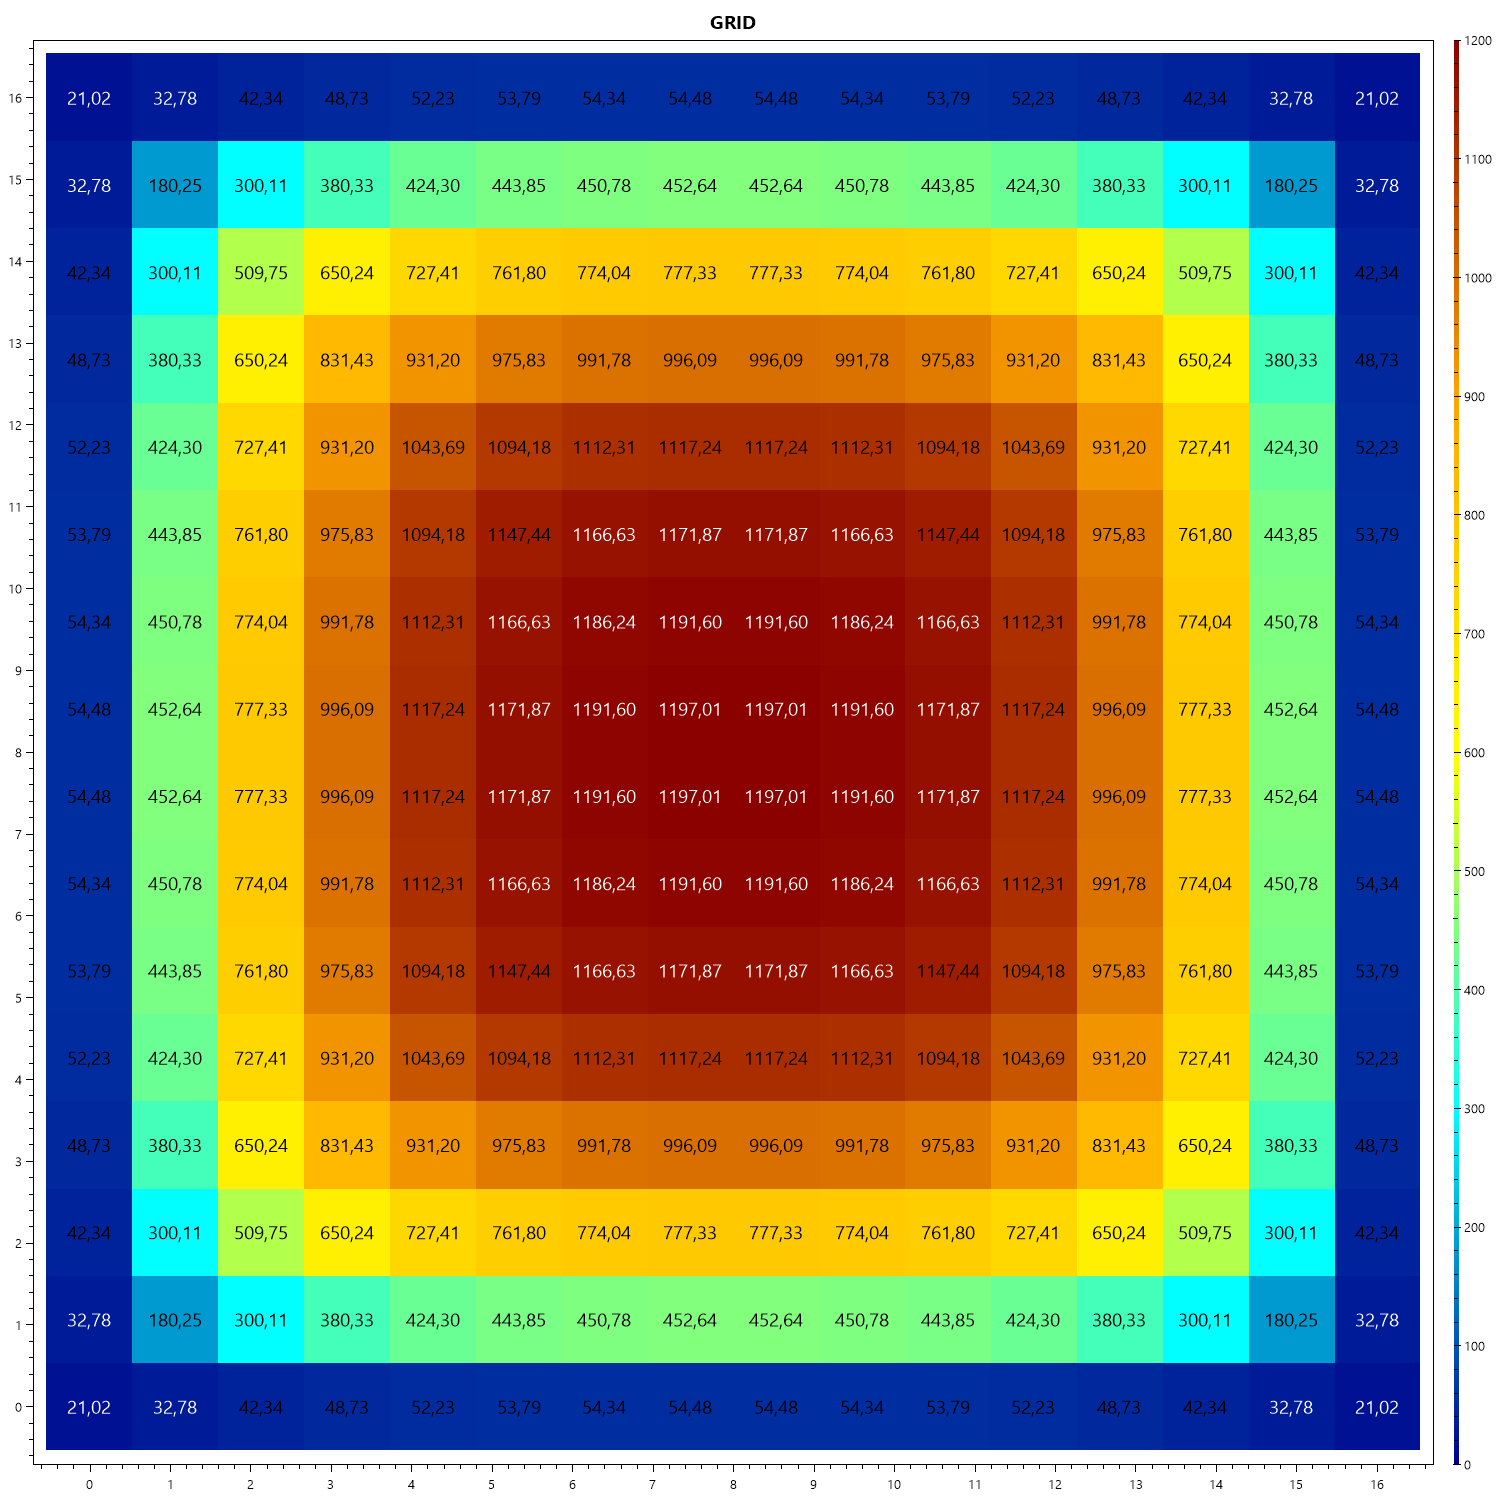 GRID
1200
16 21,02 32,78 42,34 48,73 52,23 53,79 54,34 54,48 54,48 54,34 53,79 52,23 48,73 42,34 32,78 21,02
1100
15 32,78 180,25 300,11 380,33 424,30 443,85 450,78 452,64 452,64 450,78 443,85 424,30 380,33 300,11 180,25 32,78
14 42,34 300,11 509,75 650,24 727,41 761,80 774,04 777,33 777,33 774,04 761,80 727,41 650,24 509,75 300,11 42,34
1000
13 48,73 380,33 650,24 831,43 931,20 975,83 991,78 996,09 996,09 991,78 975,83 931,20 831,43 650,24 380,33 48,73
900
12 52,23 424,30 727,41 931,20 1043,69 1094,18 1112,31 1117,24 1117,24 1112,31 1094,18 1043,69 931,20 727,41 424,30 52,23
11 53,79 443,85 761,80 975,83 1094,18 1147,44 1166,63 1171,87 1171,87 1166,63 1147,44 1094,18 975,83 761,80 443,85 53,79
800
10 54,34 450,78 774,04 991,78 1112,31 1166,63 1186,24 1191,60 1191,60 1186,24 1166,63 1112,31 991,78 774,04 450,78 54,34
700
9 54,48 452,64 777,33 996,09 1117,24 1171,87 1191,60 1197,01 1197,01 1191,60 1171,87 1117,24 996,09 777,33 452,64 54,48
8 600
54,48 452,64 777,33 996,09 1117,24 1171,87 1191,60 1197,01 1197,01 1191,60 1171,87 1117,24 996,09 777,33 452,64 54,48
7
500
54,34 450,78 774,04 991,78 1112,31 1166,63 1186,24 1191,60 1191,60 1186,24 1166,63 1112,31 991,78 774,04 450,78 54,34
6
53,79 443,85 761,80 975,83 1094,18 1147,44 1166,63 1171,87 1171,87 1166,63 1147,44 1094,18 975,83 761,80 443,85 53,79
400
5
52,23 424,30 727,41 931,20 1043,69 1094,18 1112,31 1117,24 1117,24 1112,31 1094,18 1043,69 931,20 727,41 424,30 52,23
4
300
48,73 380,33 650,24 831,43 931,20 975,83 991,78 996,09 996,09 991,78 975,83 931,20 831,43 650,24 380,33 48,73
3
200
42,34 300,11 509,75 650,24 727,41 761,80 774,04 777,33 777,33 774,04 761,80 727,41 650,24 509,75 300,11 42,34
2
1 32,78 180,25 300,11 380,33 424,30 443,85 450,78 452,64 452,64 450,78 443,85 424,30 380,33 300,11 180,25 32,78
100
0 21,02 32,78 42,34 48,73 52,23 53,79 54,34 54,48 54,48 54,34 53,79 52,23 48,73 42,34 32,78 21,02
0
0 1 2 3 4 5 6 7 8 9 10 11 12 13 14 15 16